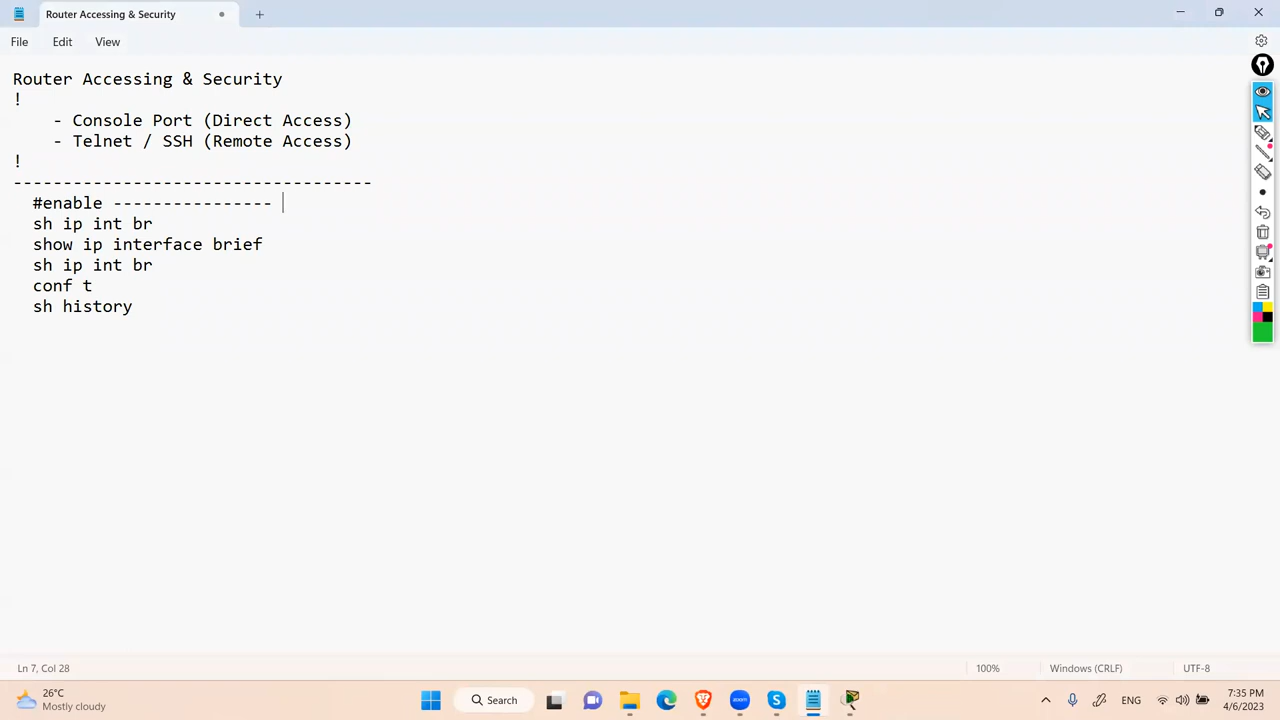 Router Accessing & Security
File Edit View
Router Accessing & Security
!
- Console Port (Direct Access)
- Telnet / SSH (Remote Access)
!
------------------------------------
#enable ----------------
sh ip int br
show ip interface brief
sh ip int br
conf t
sh history
Ln 7, Col 28 100% Windows (CRLF) UTF-8
26°C
Mostly cloudy
Search
zoom
ENG
7:35 PM
4/6/2023